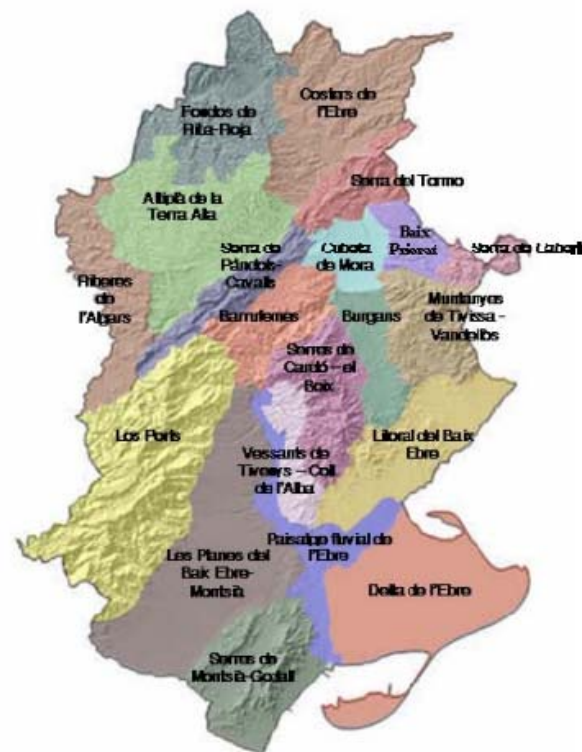 Costers de
l'Ebre
Fondos de
Riba-Roja
Serra del Tormo
Altiplà de la
Terra Alta
Baix
Priorat
Serra de
Serra de
Pàndols-
Cavalls
Cubeta
de Mora
Riberes
de
l'Algars
Muntanyes
de Tivissa -
Vandellòs
Barrufemes
Burgans
Serres de
Cardó – el
Boix
Los Ports
Litoral del Baix
Ebre
Vessants de
Tivenys – Coll
de l'Alba
Paisatge fluvial de
l'Ebre
Les Planes del
Baix Ebre-
Montsià
Delta de l'Ebre
Serres de
Montsià-Godall